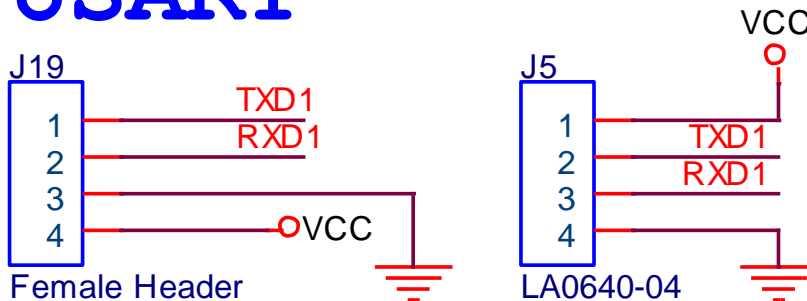 USART
J19
1
TXD1
2
RXD1
3
4
VCC
Female Header
VCC
J5
1
2
TXD1
3
RXD1
4
LA0640-04